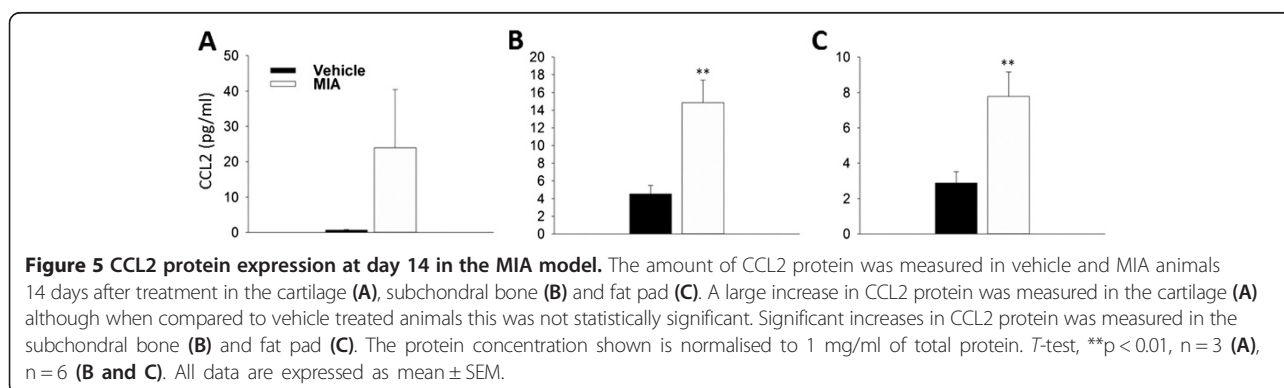 A
B
C
50
40
30
20
10
0
CCL2 (pg/ml)
Vehicle
MIA
20
18
16
14
12
10
8
6
4
2
0
**
10
8
6
4
2
0
**
Figure 5 CCL2 protein expression at day 14 in the MIA model. The amount of CCL2 protein was measured in vehicle and MIA animals
14 days after treatment in the cartilage (A), subchondral bone (B) and fat pad (C). A large increase in CCL2 protein was measured in the cartilage (A)
although when compared to vehicle treated animals this was not statistically significant. Significant increases in CCL2 protein was measured in the
subchondral bone (B) and fat pad (C). The protein concentration shown is normalised to 1 mg/ml of total protein. T-test, **p < 0.01, n = 3 (A),
n = 6 (B and C). All data are expressed as mean ± SEM.